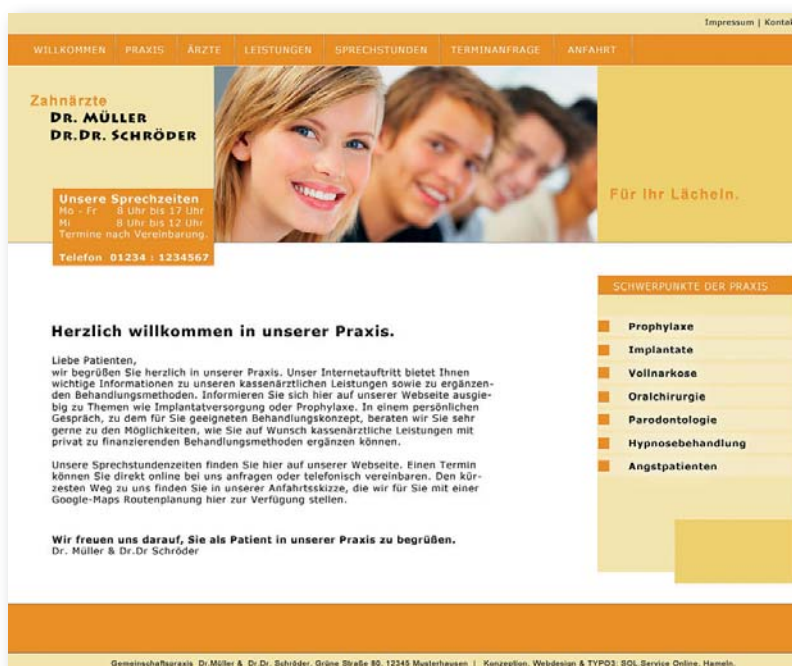 Impressum | Kontak
WILLKOMMEN PRAXIS ÄRZTE LEISTUNGEN SPRECHSTUNDEN TERMINANFRAGE ANFAHRT
Zahnärzte
DR. MÜLLER
DR.DR. SCHRÖDER
Unsere Sprechzeiten
Mo - Fr 8 Uhr bis 17 Uhr
Mi 8 Uhr bis 12 Uhr
Termine nach Vereinbarung.
Telefon 01234 : 1234567
Für Ihr Lächeln.
Herzlich willkommen in unserer Praxis.
Liebe Patienten,
wir begrüßen Sie herzlich in unserer Praxis. Unser Internetauftritt bietet Ihnen
wichtige Informationen zu unseren kassenärztlichen Leistungen sowie zu ergänzen-
den Behandlungsmethoden. Informieren Sie sich hier auf unserer Webseite ausgie-
big zu Themen wie Implantatversorgung oder Prophylaxe. In einem persönlichen
Gespräch, zu dem für Sie geeigneten Behandlungskonzept, beraten wir Sie sehr
gerne zu den Möglichkeiten, wie Sie auf Wunsch kassenärztliche Leistungen mit
privat zu finanzierenden Behandlungsmethoden ergänzen können.
Unsere Sprechstundenzeiten finden Sie hier auf unserer Webseite. Einen Termin
können Sie direkt online bei uns anfragen oder telefonisch vereinbaren. Den kür-
zesten Weg zu uns finden Sie in unserer Anfahrtsskizze, die wir für Sie mit einer
Google-Maps Routenplanung hier zur Verfügung stellen.
Wir freuen uns darauf, Sie als Patient in unserer Praxis zu begrüßen.
Dr. Müller & Dr.Dr Schröder
SCHWERPUNKTE DER PRAXIS
Prophylaxe
Implantate
Vollnarkose
Oralchirurgie
Parodontologie
Hypnosebehandlung
Angstpatienten
Gemeinschaftspraxis Dr.Müller & Dr.Dr. Schröder, Grüne Straße 80, 12345 Musterhausen | Konzeption, Webdesign & TYPO3: SOL.Service Online, Hameln.